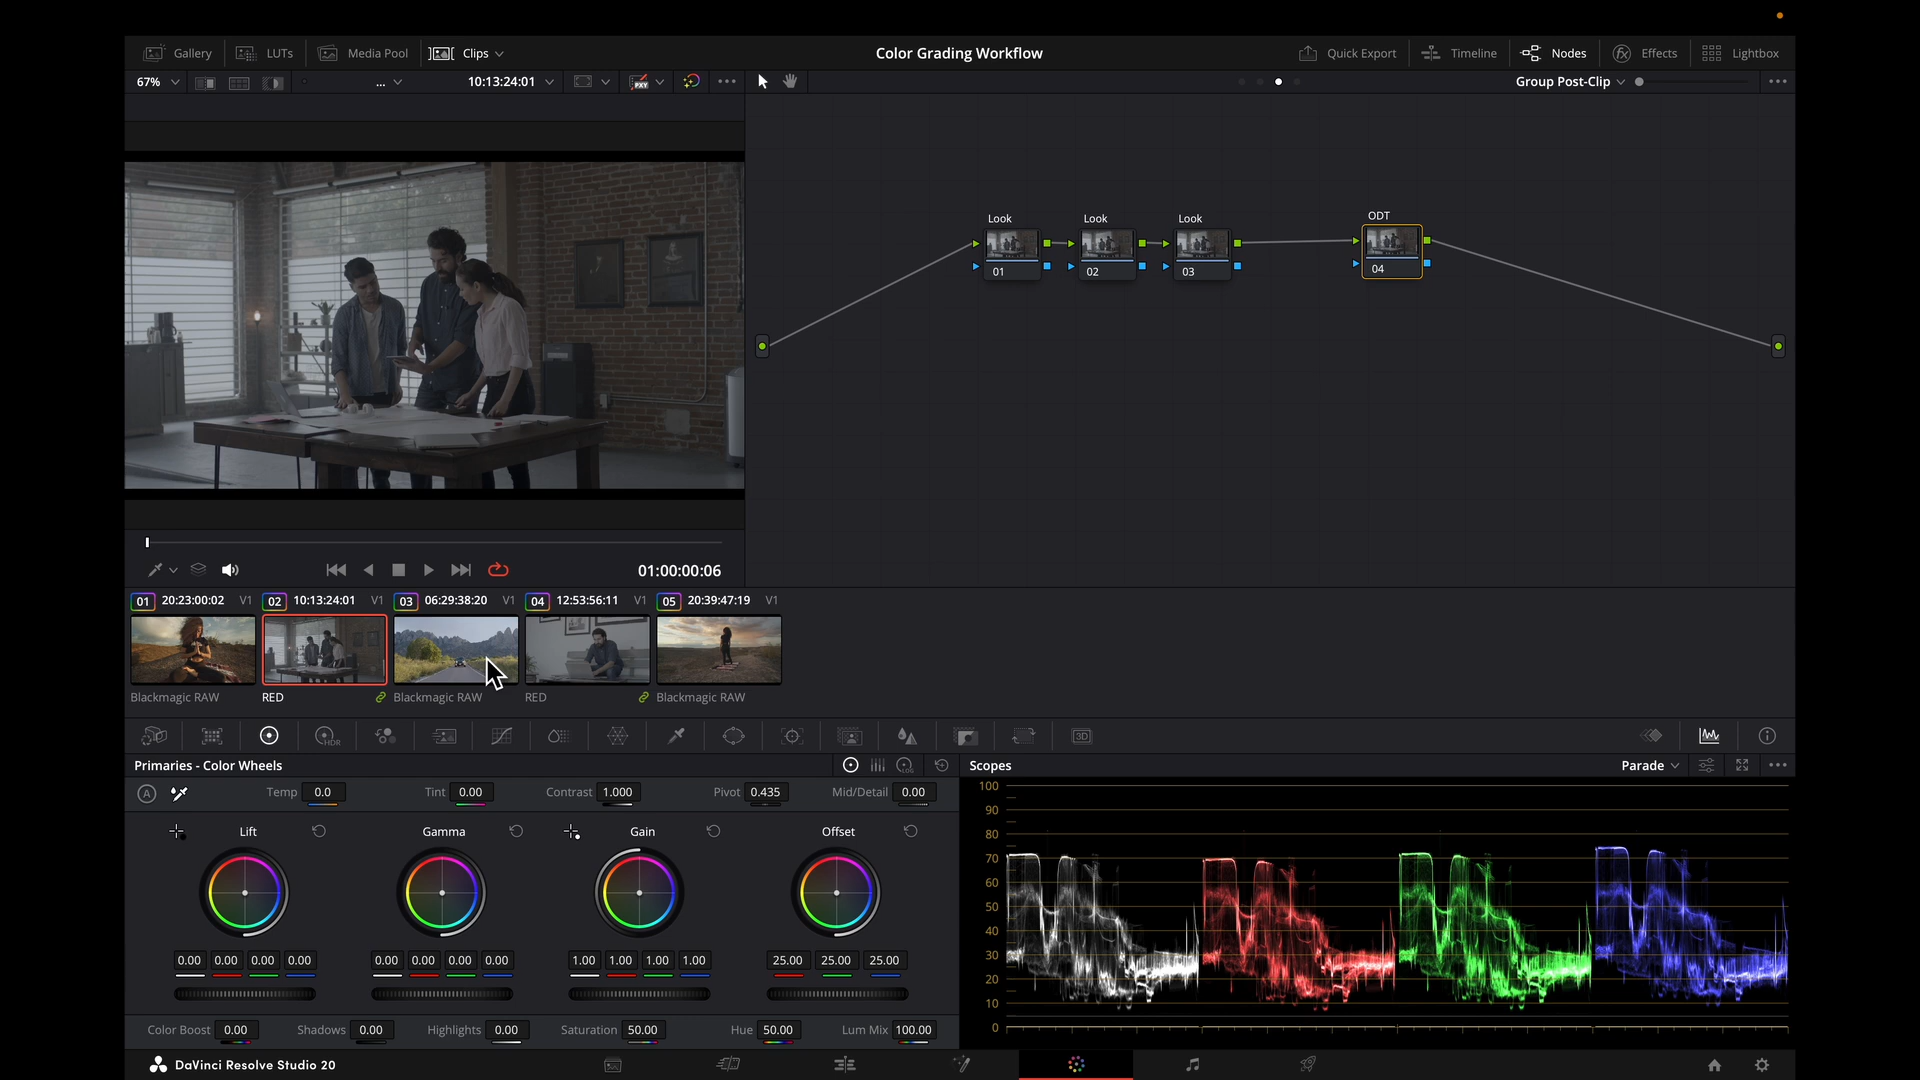 Gallery LUTs Media Pool Clips Color Grading Workflow Quick Export Timeline Nodes Effects Lightbox
67% ... 10:13:24:01 Group Post-Clip
Look Look Look ODT
01 02 03 04
01:00:00:06
01 20:23:00:02 V1 02 10:13:24:01 V1 03 06:29:38:20 V1 04 12:53:56:11 V1 05 20:39:47:19 V1
Blackmagic RAW RED Blackmagic RAW RED Blackmagic RAW
HDR 3D
Primaries - Color Wheels LOG Scopes Parade
A Temp 0.0 Tint 0.00 Contrast 1.000 Pivot 0.435 Mid/Detail 0.00
Lift Gamma Gain Offset
0.00 0.00 0.00 0.00 0.00 0.00 0.00 0.00 1.00 1.00 1.00 1.00 25.00 25.00 25.00
Color Boost 0.00 Shadows 0.00 Highlights 0.00 Saturation 50.00 Hue 50.00 Lum Mix 100.00
100
90
80
70
60
50
40
30
20
10
0
DaVinci Resolve Studio 20